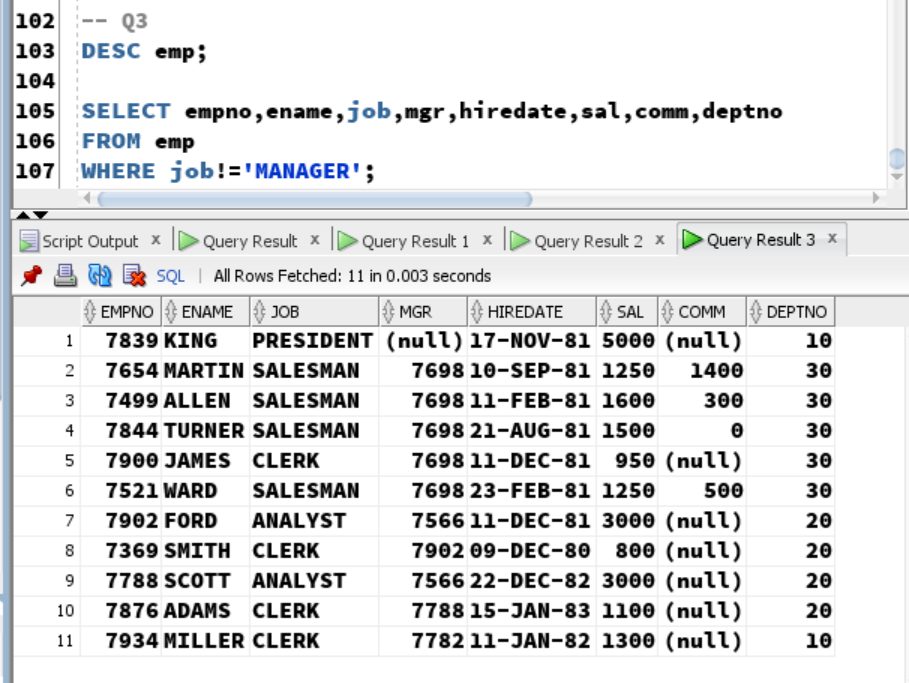 102 -- Q3
103 DESC emp;
104
105 SELECT empno,ename,job,mgr,hiredate,sal,comm,deptno
106 FROM emp
107 WHERE job!='MANAGER';
Script Output x Query Result x Query Result 1 x Query Result 2 x Query Result 3 x
SQL | All Rows Fetched: 11 in 0.003 seconds
EMPNO ENAME JOB MGR HIREDATE SAL COMM DEPTNO
1 7839 KING PRESIDENT (null) 17-NOV-81 5000 (null) 10
2 7654 MARTIN SALESMAN 7698 10-SEP-81 1250 1400 30
3 7499 ALLEN SALESMAN 7698 11-FEB-81 1600 300 30
4 7844 TURNER SALESMAN 7698 21-AUG-81 1500 0 30
5 7900 JAMES CLERK 7698 11-DEC-81 950 (null) 30
6 7521 WARD SALESMAN 7698 23-FEB-81 1250 500 30
7 7902 FORD ANALYST 7566 11-DEC-81 3000 (null) 20
8 7369 SMITH CLERK 7902 09-DEC-80 800 (null) 20
9 7788 SCOTT ANALYST 7566 22-DEC-82 3000 (null) 20
10 7876 ADAMS CLERK 7788 15-JAN-83 1100 (null) 20
11 7934 MILLER CLERK 7782 11-JAN-82 1300 (null) 10